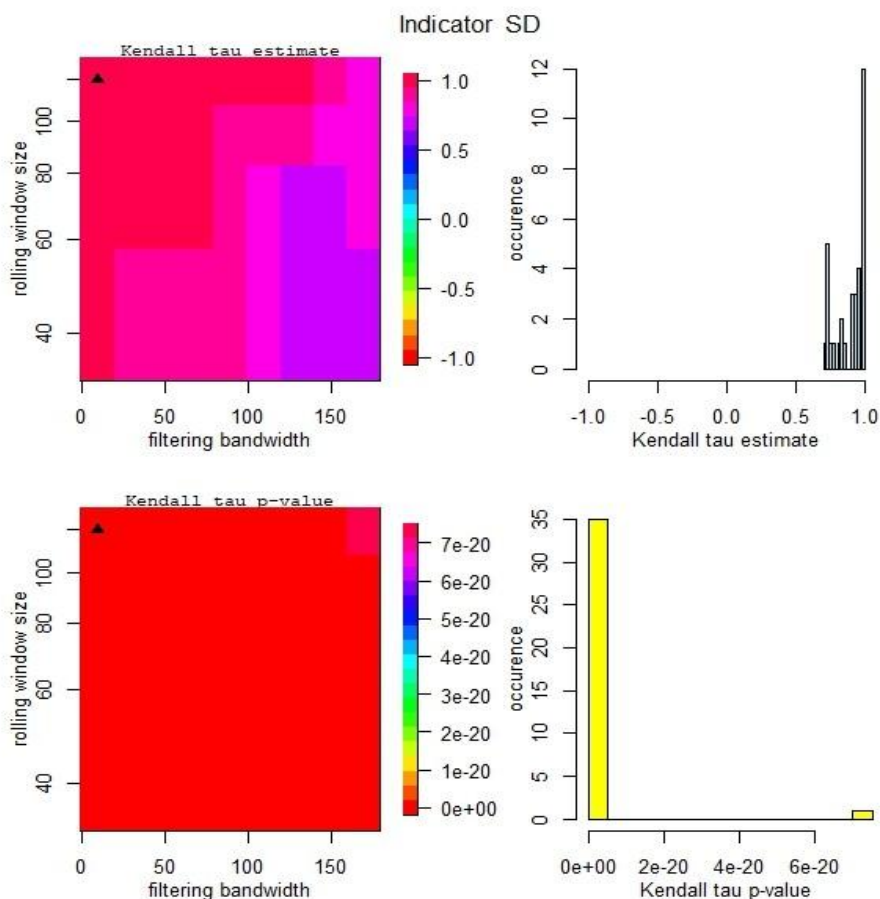 Indicator SD
Kendall tau estimate
rolling window size
100
80
60
40
0
50
100
150
filtering bandwidth
1.0
0.5
0.0
-0.5
-1.0
occurence
12
10
8
6
4
2
0
-1.0
-0.5
0.0
0.5
1.0
Kendall tau estimate
Kendall tau p-value
rolling window size
100
80
60
40
0
50
100
150
filtering bandwidth
7e-20
6e-20
5e-20
4e-20
3e-20
2e-20
1e-20
0e+00
occurence
35
30
25
20
15
10
5
0
0e+00
2e-20
4e-20
6e-20
Kendall tau p-value